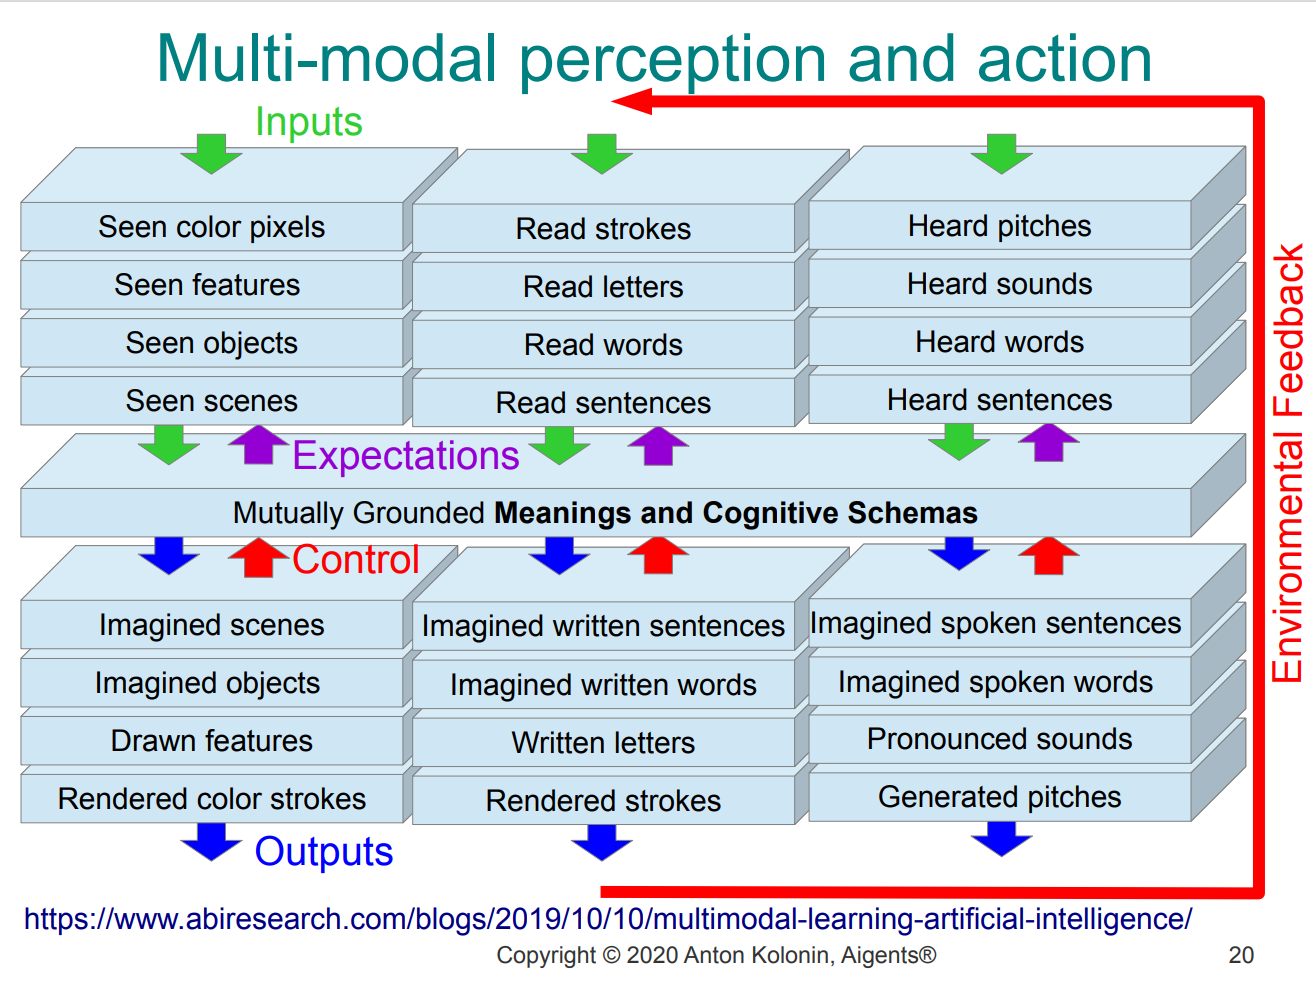 Multi-modal perception and action
Inputs
Seen color pixels
Seen features
Seen objects
Seen scenes
Read strokes
Read letters
Read words
Read sentences
Heard pitches
Heard sounds
Heard words
Heard sentences
Expectations
Mutually Grounded Meanings and Cognitive Schemas
Control
Imagined scenes
Imagined objects
Drawn features
Rendered color strokes
Imagined written sentences
Imagined written words
Written letters
Rendered strokes
Imagined spoken sentences
Imagined spoken words
Pronounced sounds
Generated pitches
Outputs
Environmental Feedback
https://www.abiresearch.com/blogs/2019/10/10/multimodal-learning-artificial-intelligence/
Copyright © 2020 Anton Kolonin, Aigents®
20